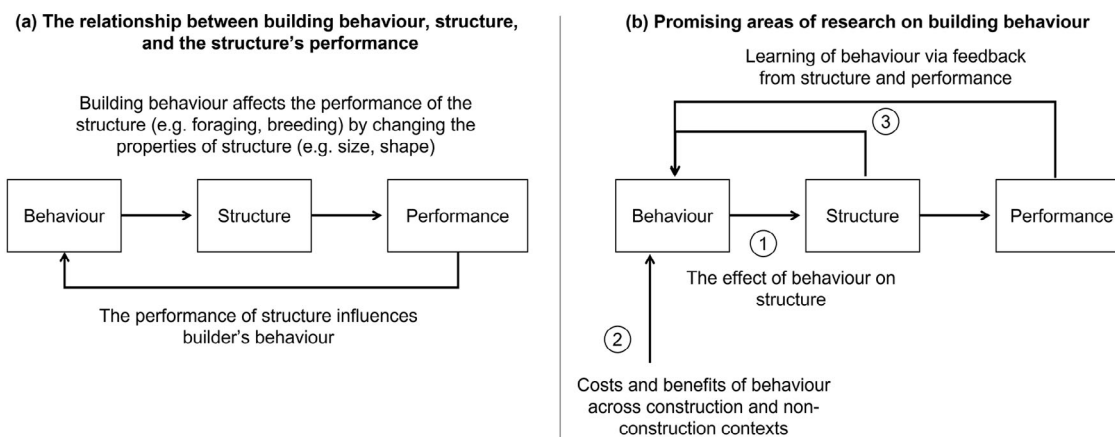 (a) The relationship between building behaviour, structure,
and the structure's performance
Building behaviour affects the performance of the
structure (e.g. foraging, breeding) by changing the
properties of structure (e.g. size, shape)
Behaviour
Structure
Performance
The performance of structure influences
builder's behaviour
(b) Promising areas of research on building behaviour
Learning of behaviour via feedback
from structure and performance
3
Behaviour
Structure
Performance
1
The effect of behaviour on
structure
2
Costs and benefits of behaviour
across construction and non-
construction contexts